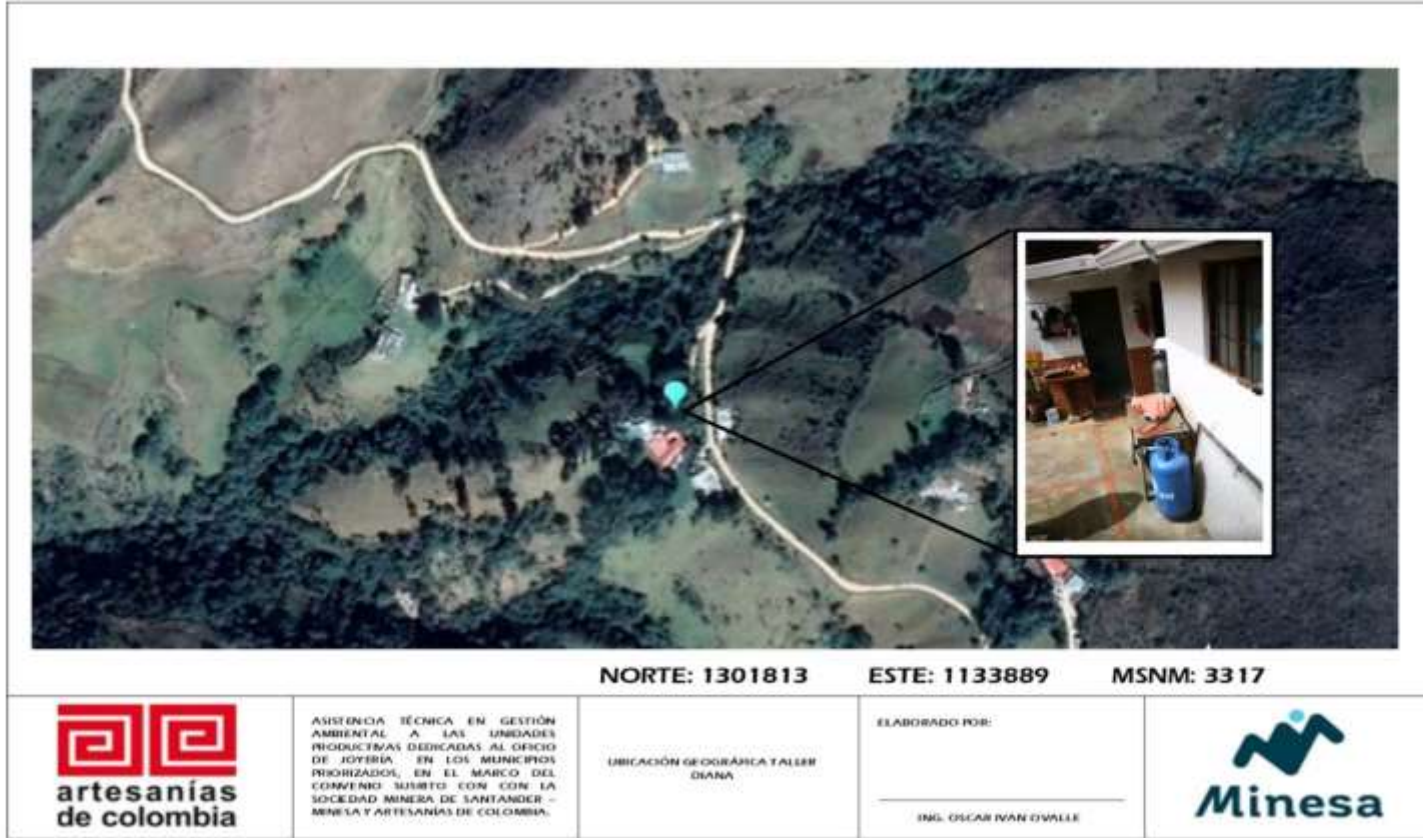 NORTE: 1301813 ESTE: 1133889 MSNM: 3317
artesanías
de colombia
ASISTENCIA TÉCNICA EN GESTIÓN
AMBIENTAL A LAS UNIDADES
PRODUCTIVAS DEDICADAS AL OFICIO
DE JOYERÍA EN LOS MUNICIPIOS
PRIORIZADOS, EN EL MARCO DEL
CONVENIO SUSRITO CON CON LA
SOCIEDAD MINERA DE SANTANDER –
MINESA Y ARTESANÍAS DE COLOMBIA.
UBICACIÓN GEOGRÁFICA TALLER
DIANA
ELABORADO POR:
ING. OSCAR IVAN OVALLE
Minesa